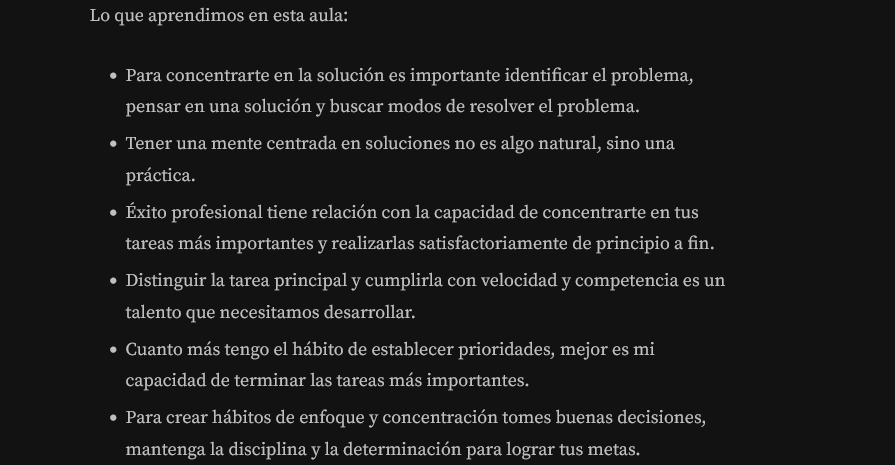 Lo que aprendimos en esta aula:
• Para concentrarte en la solución es importante identificar el problema,
pensar en una solución y buscar modos de resolver el problema.
• Tener una mente centrada en soluciones no es algo natural, sino una
práctica.
• Éxito profesional tiene relación con la capacidad de concentrarte en tus
tareas más importantes y realizarlas satisfactoriamente de principio a fin.
• Distinguir la tarea principal y cumplirla con velocidad y competencia es un
talento que necesitamos desarrollar.
• Cuanto más tengo el hábito de establecer prioridades, mejor es mi
capacidad de terminar las tareas más importantes.
• Para crear hábitos de enfoque y concentración tomes buenas decisiones,
mantenga la disciplina y la determinación para lograr tus metas.